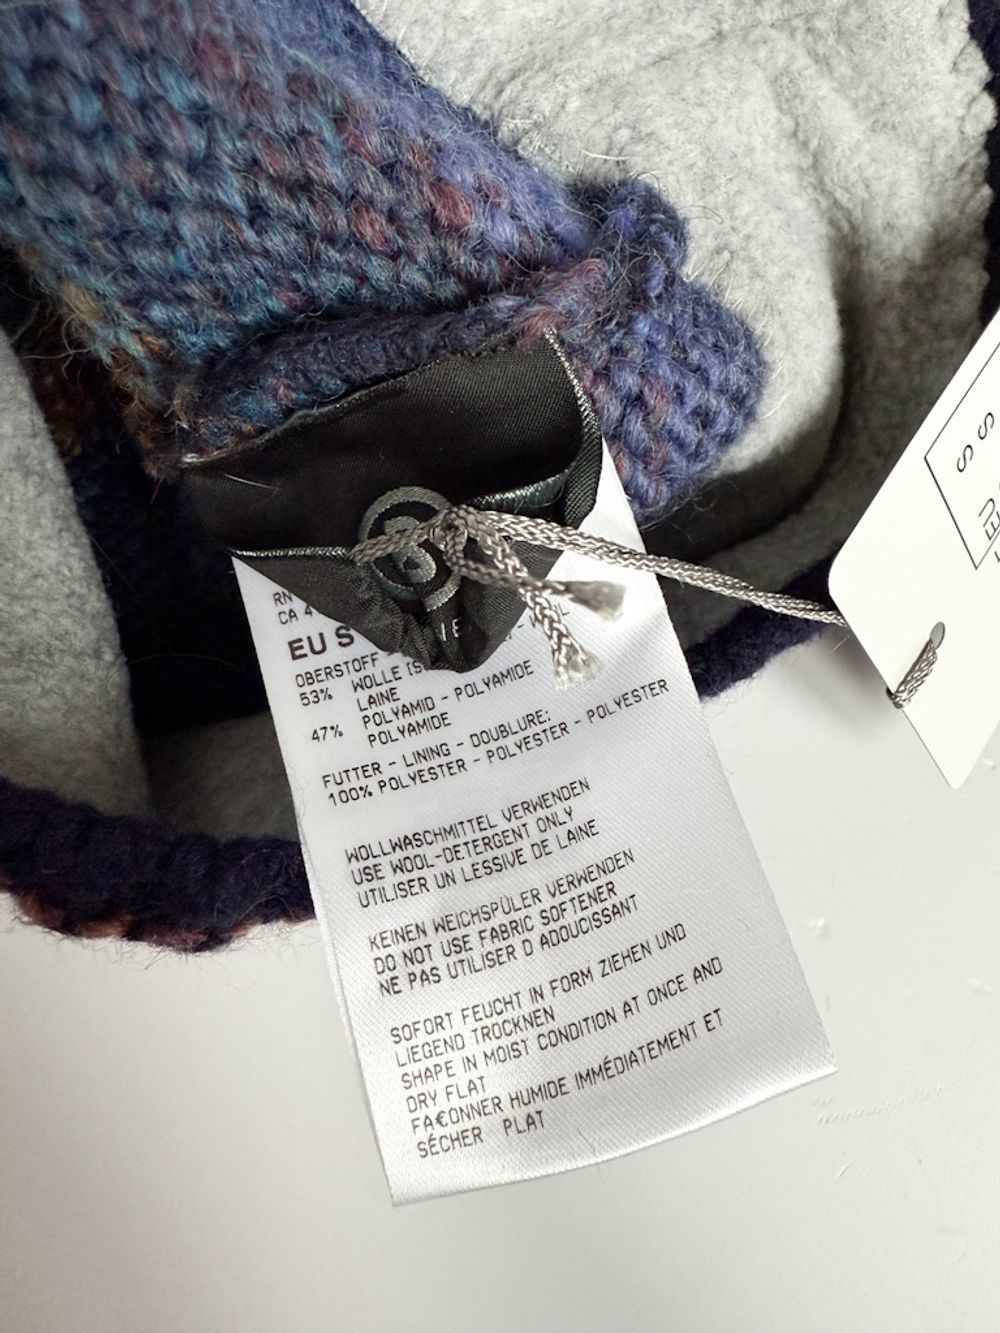 RN
CA 4
EU S
OBERSTOFF
53% WOLLE
LAINE
47% POLYAMID - POLYAMIDE
POLYAMIDE
FUTTER - LINING - DOUBLURE:
100% POLYESTER - POLYESTER - POLYESTER
WOLLWASCHMITTEL VERWENDEN
USE WOOL-DETERGENT ONLY
UTILISER UN LESSIVE DE LAINE
KEINEN WEICHSPÜLER VERWENDEN
DO NOT USE FABRIC SOFTENER
NE PAS UTILISER D ADOUCISSANT
SOFORT FEUCHT IN FORM ZIEHEN UND
LIEGEND TROCKNEN
SHAPE IN MOIST CONDITION AT ONCE AND
DRY FLAT
FA€ONNER HUMIDE IMMÉDIATEMENT ET
SÉCHER PLAT